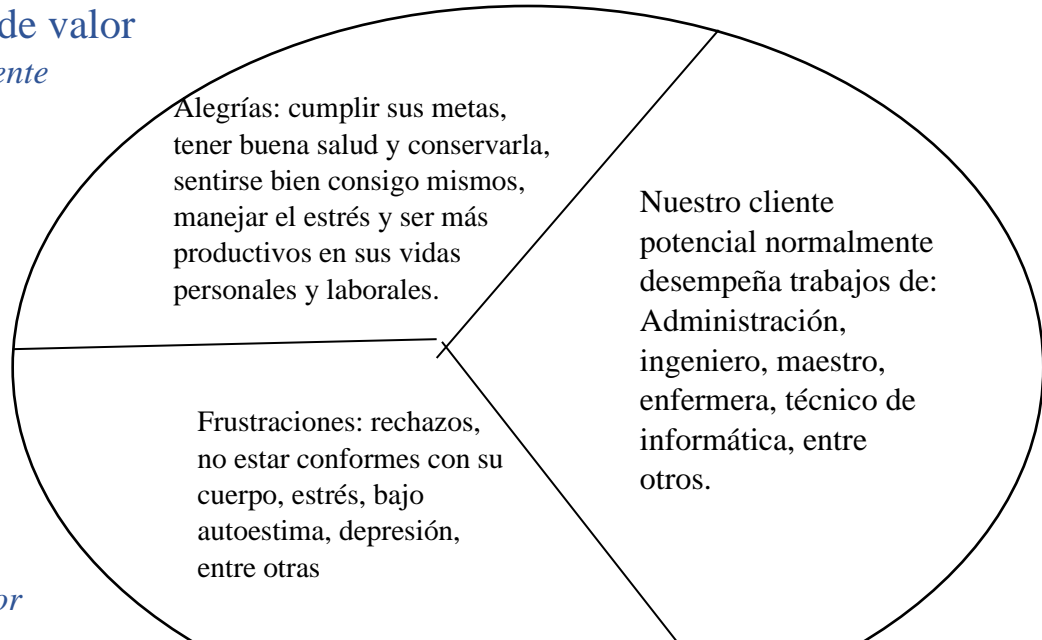 de valor
ente
Alegrías: cumplir sus metas,
tener buena salud y conservarla,
sentirse bien consigo mismos,
manejar el estrés y ser más
productivos en sus vidas
personales y laborales.
Nuestro cliente
potencial normalmente
desempeña trabajos de:
Administración,
ingeniero, maestro,
enfermera, técnico de
informática, entre
otros.
Frustraciones: rechazos,
no estar conformes con su
cuerpo, estrés, bajo
autoestima, depresión,
entre otras
or